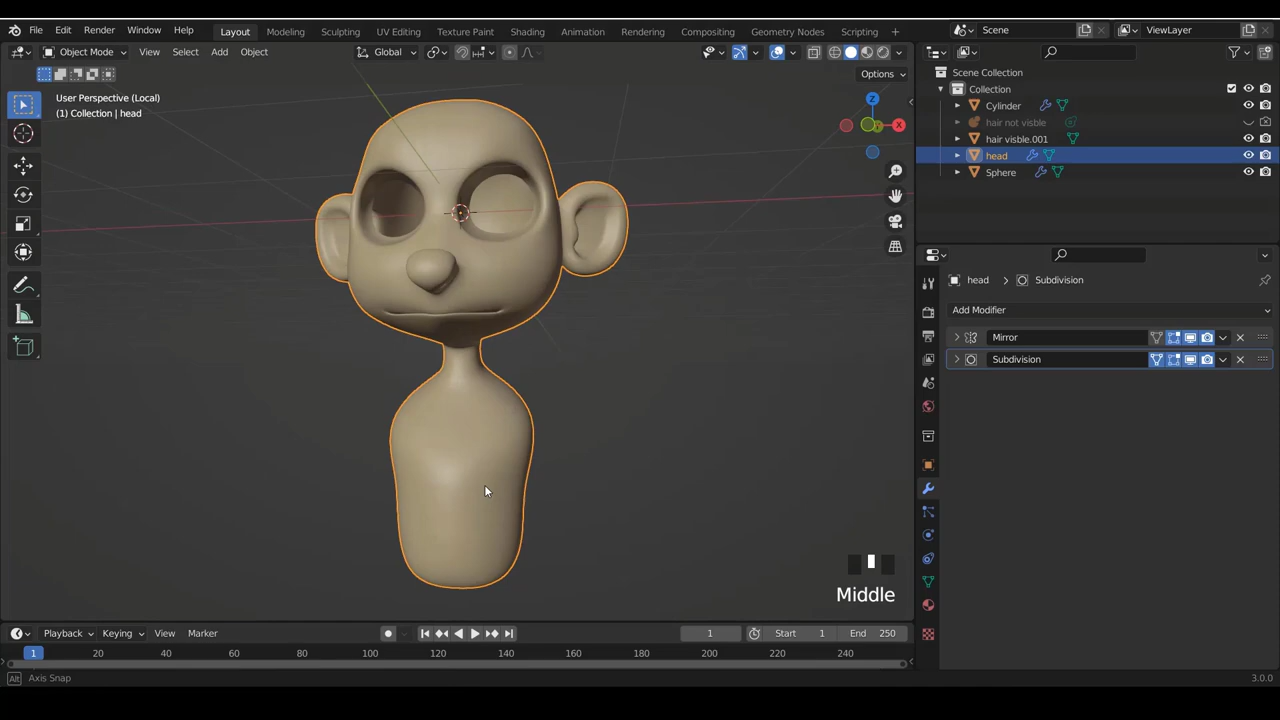 File Edit Render Window Help Layout Modeling Sculpting UV Editing Texture Paint Shading Animation Rendering Compositing Geometry Nodes Scripting Scene ViewLayer
Object Mode View Select Add Object Global
Options
User Perspective (Local)
(1) Collection | head
Z
X
Scene Collection
Collection
Cylinder
hair not visble
hair visble.001
head
Sphere
head > Subdivision
Add Modifier
Mirror
Subdivision
Middle
Playback Keying View Marker 1 Start 1 End 250
1 20 40 60 80 100 120 140 160 180 200 220 240
Alt Axis Snap 3.0.0